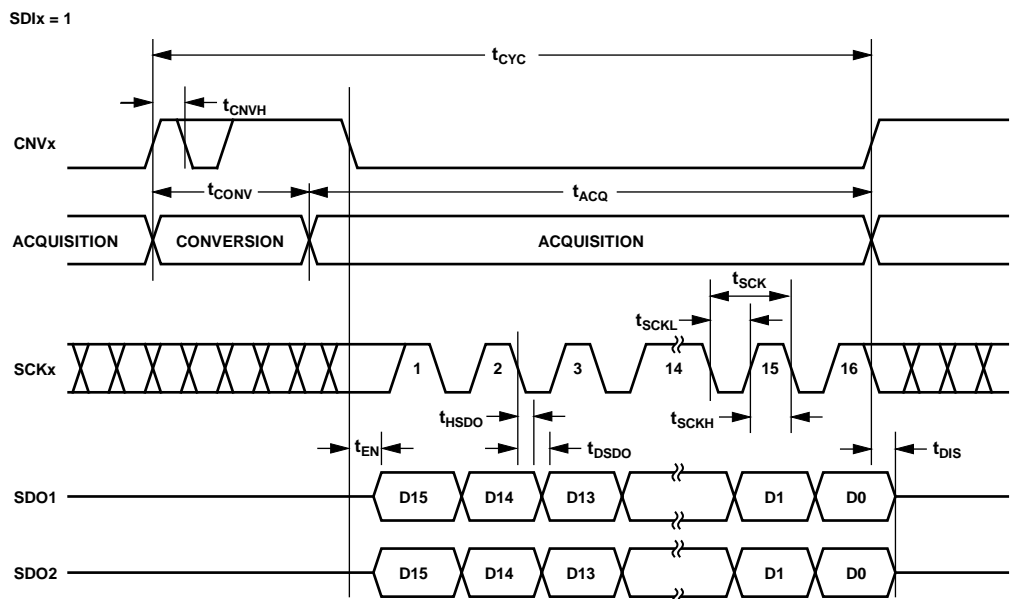 SDIx = 1
tCYC
tCNVH
CNVx
tCONV
tACQ
ACQUISITION
CONVERSION
ACQUISITION
tSCK
tSCKL
SCKx
1
2
3
14
15
16
tHSDO
tSCKH
tEN
tDSDO
tDIS
SDO1
D15
D14
D13
D1
D0
SDO2
D15
D14
D13
D1
D0